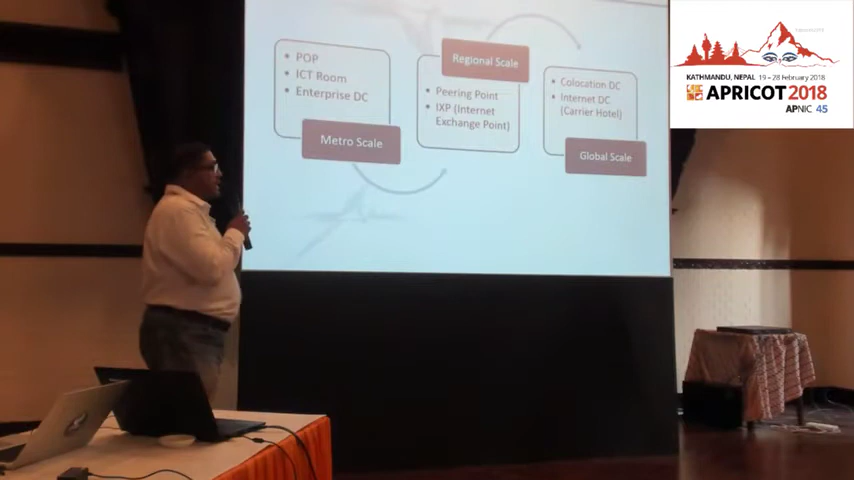 • POP
• ICT Room
• Enterprise DC
Metro Scale
Regional Scale
• Peering Point
• IXP (Internet
Exchange Point)
• Colocation DC
• Internet DC
(Carrier Hotel)
Global Scale
KATHMANDU, NEPAL 19 – 28 February 2018
APRICOT 2018
APNIC 45